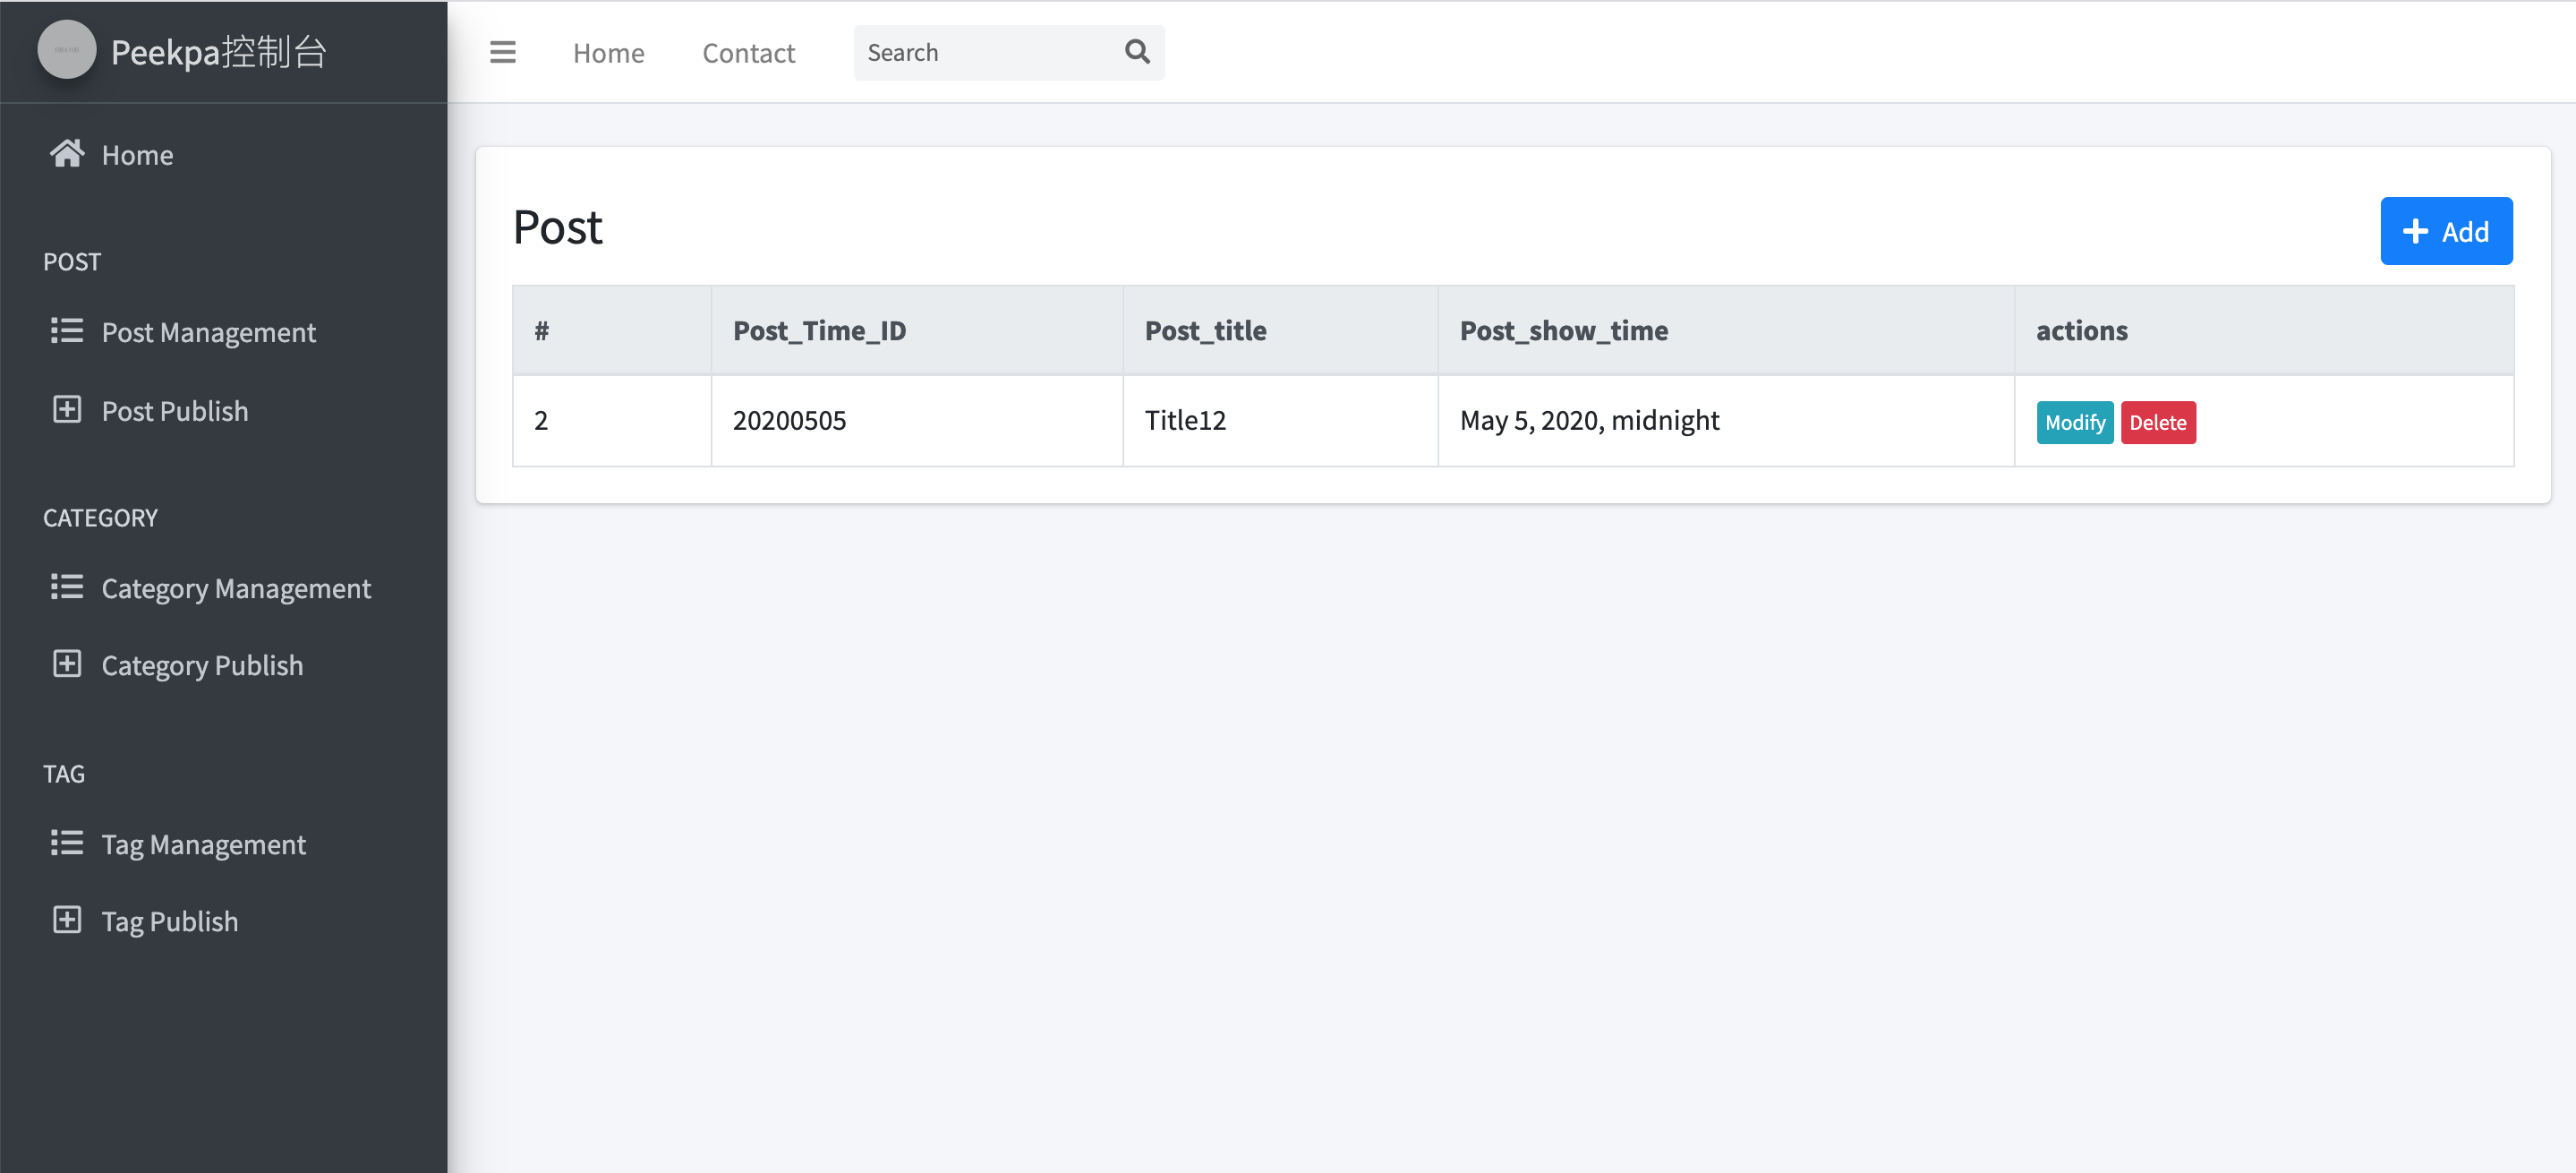 Peekpa控制台
Home
POST
Post Management
Post Publish
CATEGORY
Category Management
Category Publish
TAG
Tag Management
Tag Publish
Home Contact Search
Post
Add
# Post_Time_ID Post_title Post_show_time actions
2 20200505 Title12 May 5, 2020, midnight Modify Delete